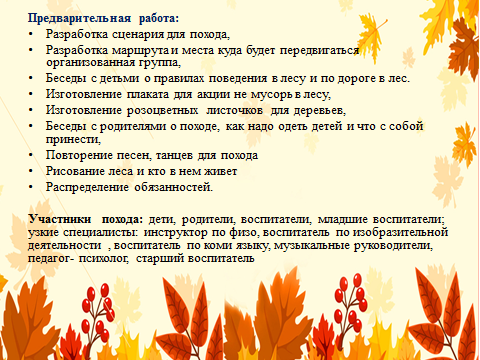 Предварительная работа:
• Разработка сценария для похода,
• Разработка маршрута и места куда будет передвигаться
организованная группа,
• Беседы с детьми о правилах поведения в лесу и по дороге в лес.
• Изготовление плаката для акции не мусорь в лесу,
• Изготовление розоцветных листочков для деревьев,
• Беседы с родителями о походе, как надо одеть детей и что с собой
принести,
• Повторение песен, танцев для похода
• Рисование леса и кто в нем живет
• Распределение обязанностей.
Участники похода: дети, родители, воспитатели, младшие воспитатели;
узкие специалисты: инструктор по физо, воспитатель по изобразительной
деятельности , воспитатель по коми языку, музыкальные руководители,
педагог- психолог, старший воспитатель